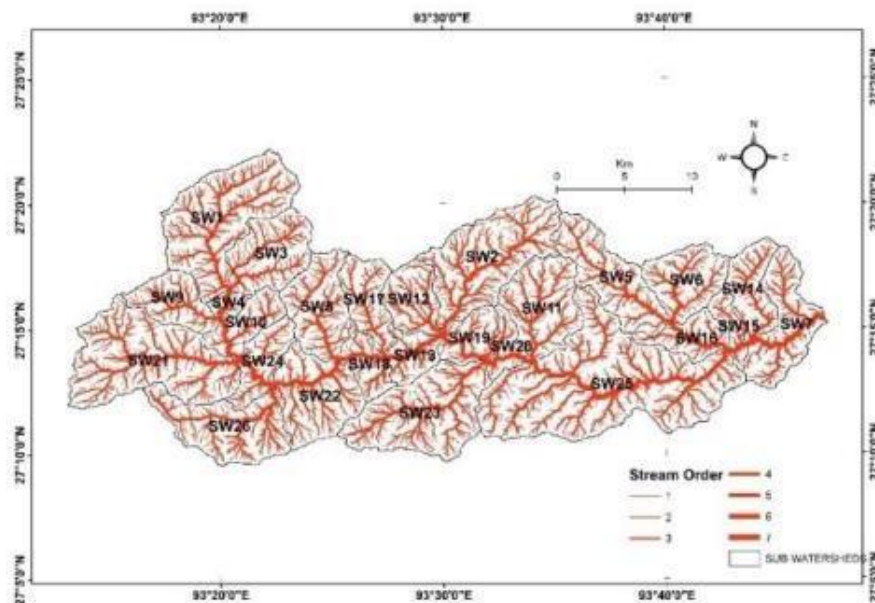 93°20'0"E 93°30'0"E 93°40'0"E
27°25'0"N
27°20'0"N
27°15'0"N
27°10'0"N
27°5'0"N
N
W E
S
Km
0 5 10
SW1
SW3
SW2
SW5 SW6
SW14
SW9 SW4 SW8 SW17 SW12
SW10 SW11
SW19 SW16 SW15 SW7
SW21 SW24 SW18 SW13 SW20
SW22 SW25
SW26 SW23
Stream Order
1 4
2 5
3 6
7
SUB WATERSHEDS
93°20'0"E 93°30'0"E 93°40'0"E